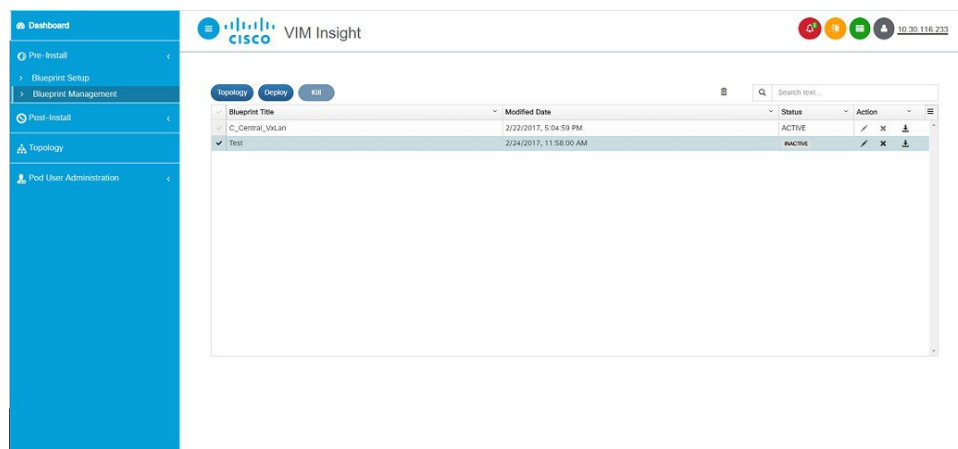 Dashboard
CISCO VIM Insight
10.30.116.233
Pre-Install
Blueprint Setup
Blueprint Management
Post-Install
Topology
Pod User Administration
Topology Deploy Kill
Search text...
Blueprint Title Modified Date Status Action
C_Central_VxLan 2/22/2017, 5:04:59 PM ACTIVE
Test 2/24/2017, 11:58:00 AM INACTIVE